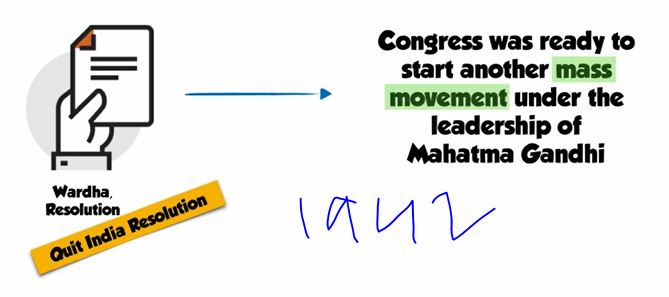 Congress was ready to
start another mass
movement under the
leadership of
Mahatma Gandhi
Wardha,
Resolution
Quit India Resolution
1942